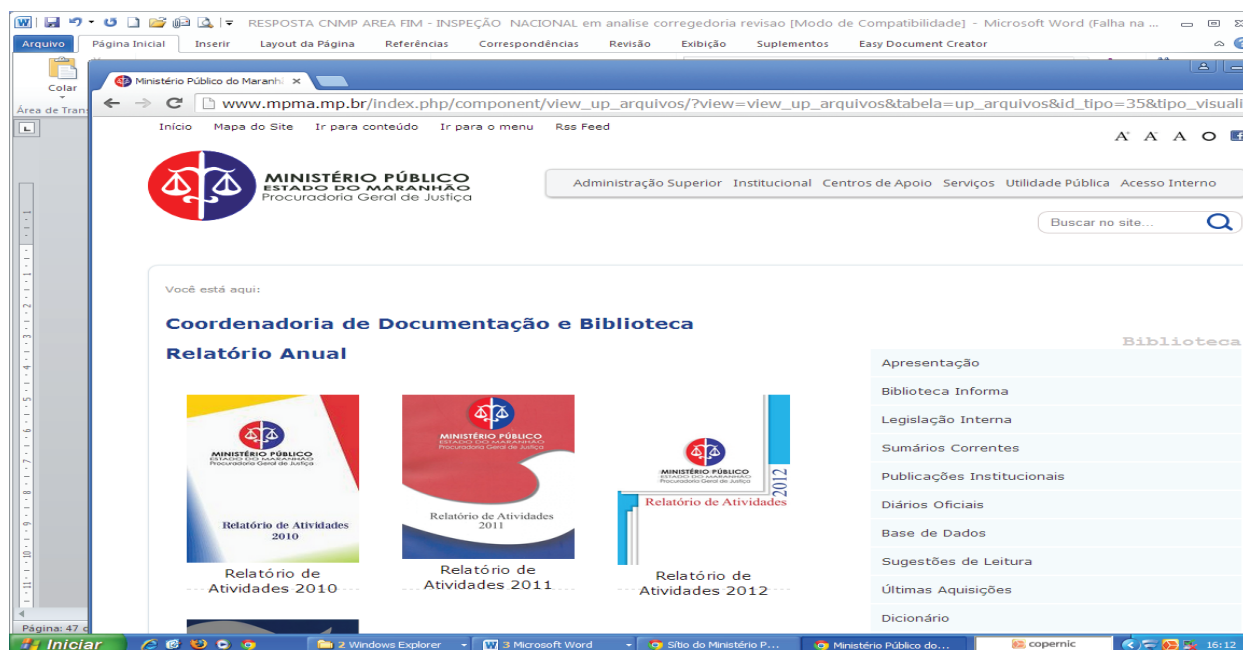 RESPOSTA CNMP AREA FIM - INSPEÇÃO NACIONAL em analise corregedoria revisao [Modo de Compatibilidade] - Microsoft Word (Falha na ...
Arquivo Página Inicial Inserir Layout da Página Referências Correspondências Revisão Exibição Suplementos Easy Document Creator
Colar
Área de Tran
Ministério Público do Maranh
www.mpma.mp.br/index.php/component/view_up_arquivos/?view=view_up_arquivos&tabela=up_arquivos&id_tipo=35&tipo_visuali
Início Mapa do Site Ir para conteúdo Ir para o menu Rss Feed
A+ A A- O
MINISTÉRIO PÚBLICO
ESTADO DO MARANHÃO
Procuradoria Geral de Justiça
Administração Superior Institucional Centros de Apoio Serviços Utilidade Pública Acesso Interno
Buscar no site...
Você está aqui:
Coordenadoria de Documentação e Biblioteca
Relatório Anual
Biblioteca
Apresentação
Biblioteca Informa
Legislação Interna
Sumários Correntes
Publicações Institucionais
Diários Oficiais
Base de Dados
Sugestões de Leitura
Últimas Aquisições
Dicionário
MINISTÉRIO PÚBLICO
ESTADO DO MARANHÃO
Procuradoria Geral de Justiça
Relatório de Atividades
2010
Relatório de
Atividades 2010
MINISTÉRIO PÚBLICO
ESTADO DO MARANHÃO
Procuradoria Geral de Justiça
Relatório de Atividades
2011
Relatório de
Atividades 2011
MINISTÉRIO PÚBLICO
ESTADO DO MARANHÃO
Procuradoria Geral de Justiça
Relatório de Atividades
2012
Relatório de
Atividades 2012
Página: 47 d
Iniciar 2 Windows Explorer 3 Microsoft Word Sítio do Ministério P... Ministério Público do... copernic 16:12